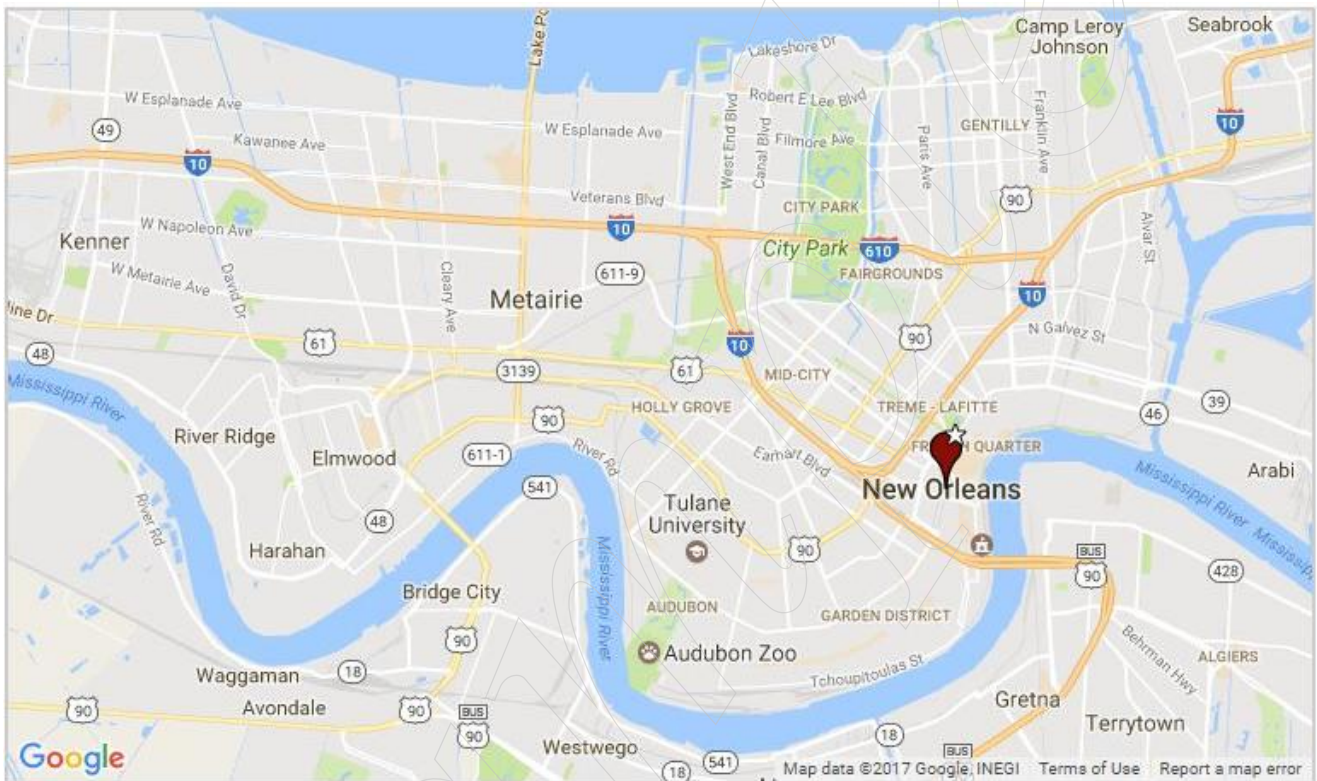 Camp Leroy
Johnson
Seabrook
Lakeshore Dr
W Esplanade Ave
Robert E Lee Blvd
49
Kawanee Ave
W Esplanade Ave
West End Blvd
Canal Blvd
Filmore Ave
Paris Ave
GENTILLY
Franklin Ave
10
10
Veterans Blvd
90
CITY PARK
W Napoleon Ave
10
Alvar St
Kenner
City Park
610
W Metairie Ave
David Dr
Cleary Ave
611-9
FAIRGROUNDS
Metairie
10
ine Dr
61
10
90
N Galvez St
48
3139
61
MID-CITY
Mississippi River
HOLLY GROVE
TREME - LAFITTE
46
39
90
River Ridge
Elmwood
611-1
River Rd
Earhart Blvd
QUARTER
Mississippi River
Arabi
541
New Orleans
River Rd
48
Tulane
University
Mississippi River
Harahan
90
BUS
90
428
Bridge City
AUDUBON
GARDEN DISTRICT
90
Audubon Zoo
Behrman Hwy
ALGIERS
Waggaman
18
Tchoupitoulas St
Gretna
90
Avondale
90
BUS
90
Terrytown
Westwego
18
541
18
BUS
Google
Map data ©2017 Google, INEGI Terms of Use Report a map error